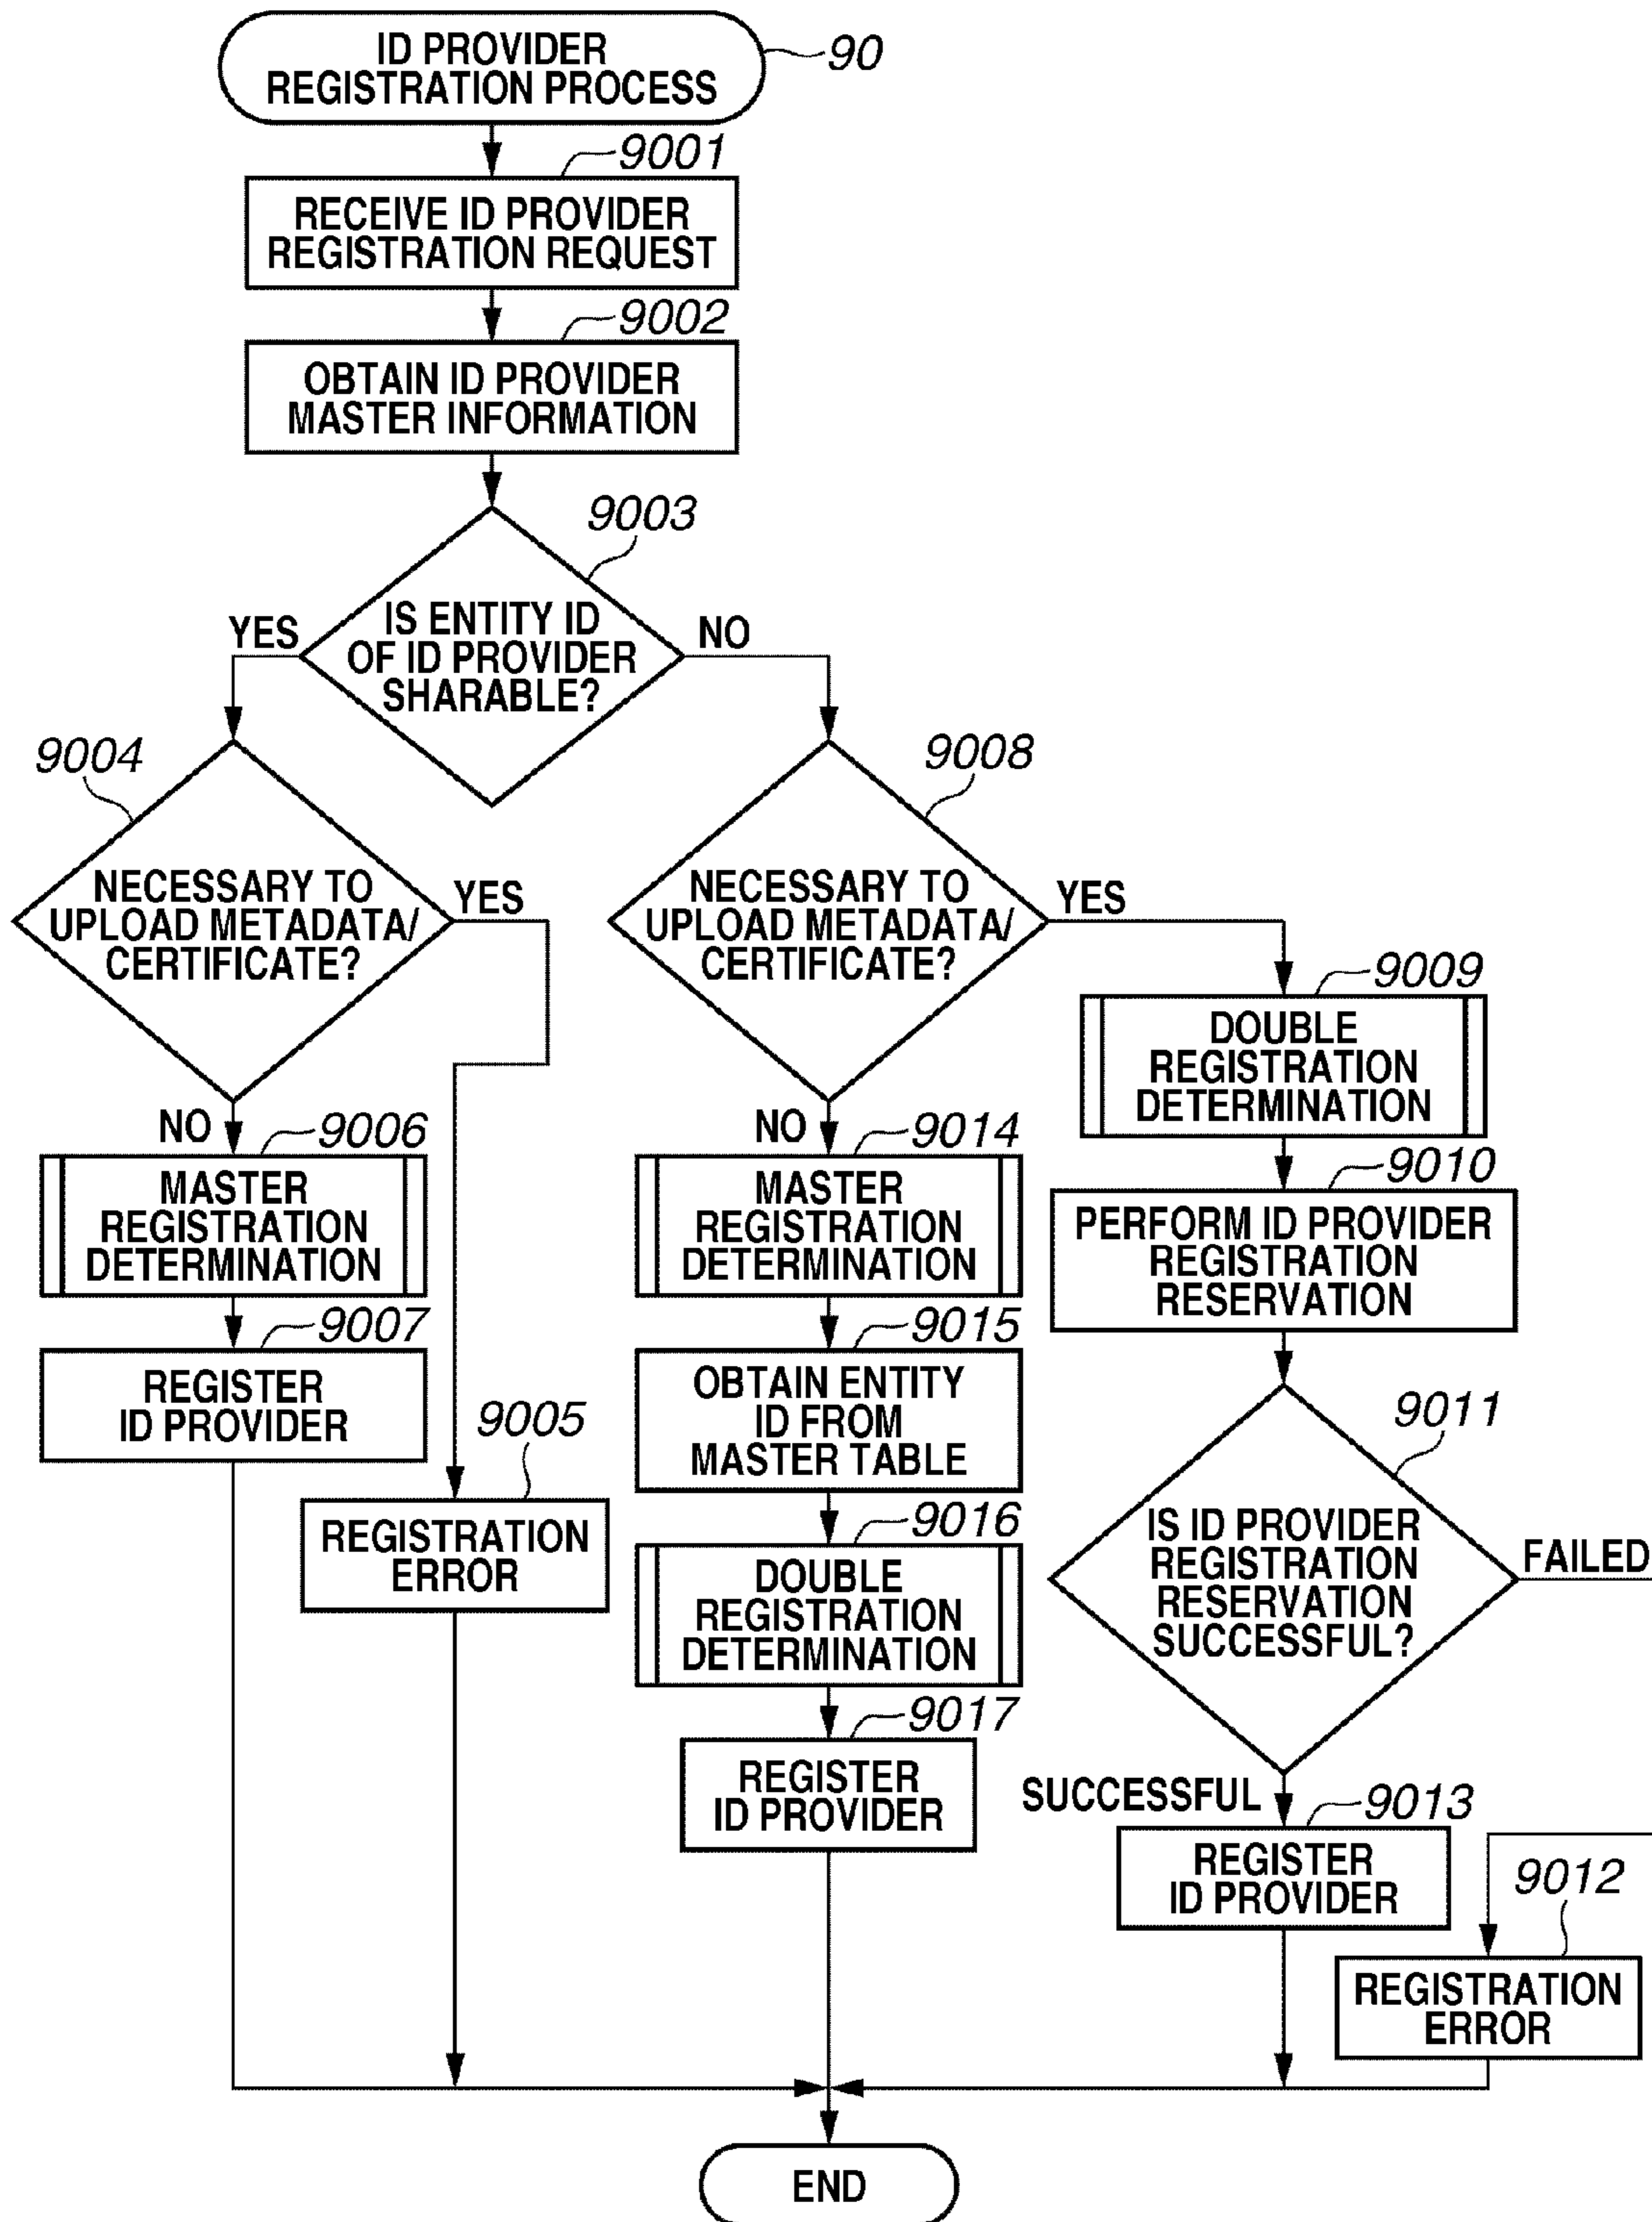 ID PROVIDER
REGISTRATION PROCESS
90
9001
RECEIVE ID PROVIDER
REGISTRATION REQUEST
9002
OBTAIN ID PROVIDER
MASTER INFORMATION
9003
IS ENTITY ID
OF ID PROVIDER
SHARABLE?
YES
NO
9004
NECESSARY TO
UPLOAD METADATA/
CERTIFICATE?
YES
NO
9008
NECESSARY TO
UPLOAD METADATA/
CERTIFICATE?
YES
NO
9006
MASTER
REGISTRATION
DETERMINATION
9007
REGISTER
ID PROVIDER
9005
REGISTRATION
ERROR
9014
MASTER
REGISTRATION
DETERMINATION
9015
OBTAIN ENTITY
ID FROM
MASTER TABLE
9016
DOUBLE
REGISTRATION
DETERMINATION
9017
REGISTER
ID PROVIDER
9009
DOUBLE
REGISTRATION
DETERMINATION
9010
PERFORM ID PROVIDER
REGISTRATION
RESERVATION
9011
IS ID PROVIDER
REGISTRATION
RESERVATION
SUCCESSFUL?
FAILED
SUCCESSFUL
9013
REGISTER
ID PROVIDER
9012
REGISTRATION
ERROR
END